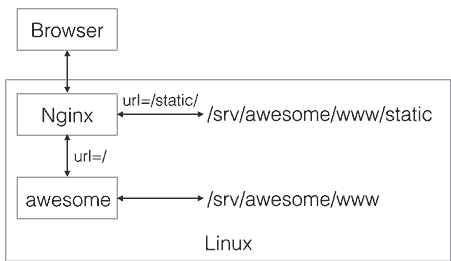 Browser
Nginx
url=/static/
/srv/awesome/www/static
url=/
awesome
/srv/awesome/www
Linux